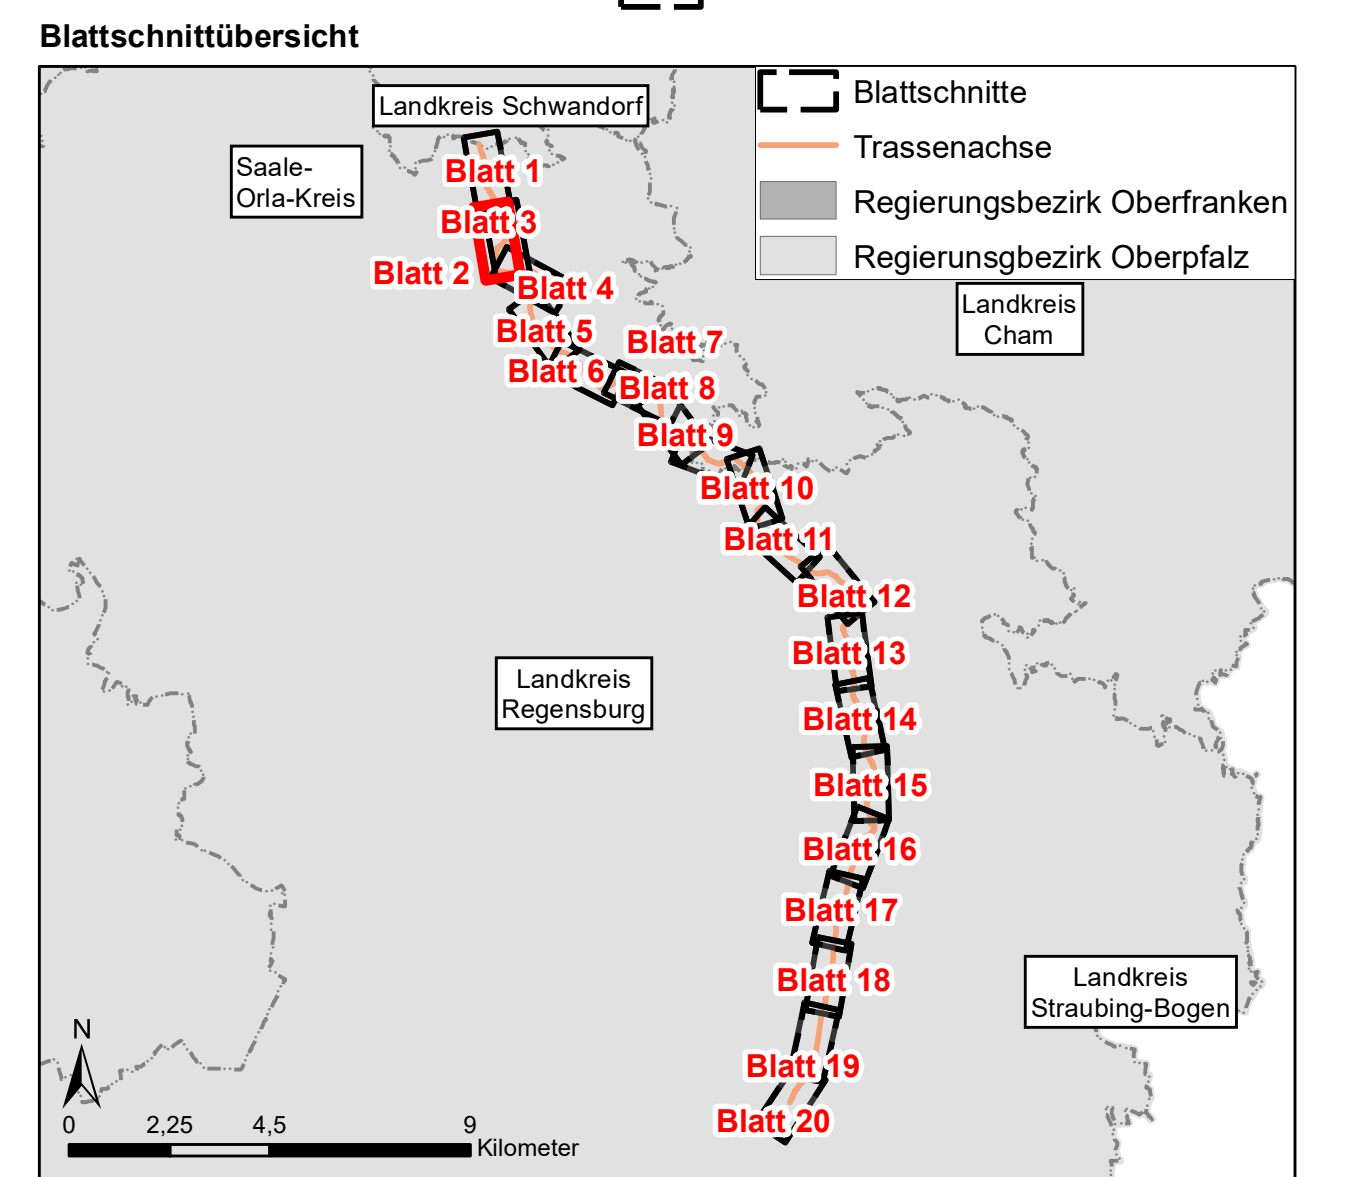 Blattschnittübersicht
Blattschnitte
Trassenachse
Regierungsbezirk Oberfranken
Regierunsgbezirk Oberpfalz
Landkreis Schwandorf
Saale-
Orla-Kreis
Landkreis
Cham
Blatt 1
Blatt 3
Blatt 2
Blatt 4
Blatt 5
Blatt 7
Blatt 6
Blatt 8
Blatt 9
Blatt 10
Blatt 11
Blatt 12
Blatt 13
Landkreis
Regensburg
Blatt 14
Blatt 15
Blatt 16
Blatt 17
Blatt 18
Landkreis
Straubing-Bogen
Blatt 19
Blatt 20
N
0 2,25 4,5 9
Kilometer